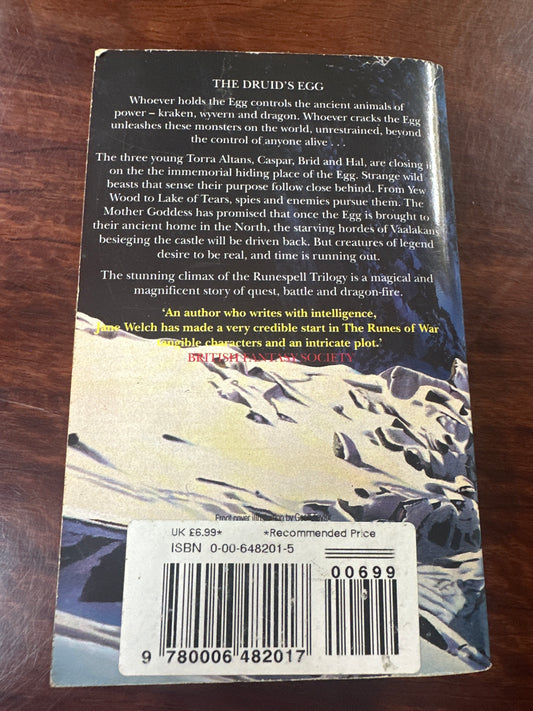 THE DRUID'S EGG
Whoever holds the Egg controls the ancient animals of
power – kraken, wyvern and dragon. Whoever cracks the Egg
unleashes these monsters on the world, unrestrained, beyond
the control of anyone alive . . .
The three young Torra Altans, Caspar, Brid and Hal, are closing i
on the the immemorial hiding place of the Egg. Strange wild
beasts that sense their purpose follow close behind. From Yew
Wood to Lake of Tears, spies and enemies pursue them. The
Mother Goddess has promised that once the Egg is brought to
their ancient home in the North, the starving hordes of Vaalakans
besieging the castle will be driven back. But creatures of legend
desire to be real, and time is running out.
The stunning climax of the Runespell Trilogy is a magical and
magnificent story of quest, battle and dragon-fire.
'An author who writes with intelligence,
Jane Welch has made a very credible start in The Runes of War
tangible characters and an intricate plot.'
BRITISH FANTASY SOCIETY
Front cover by
UK £6.99* *Recommended Price
ISBN 0-00-648201-5
00699
9 780006 482017